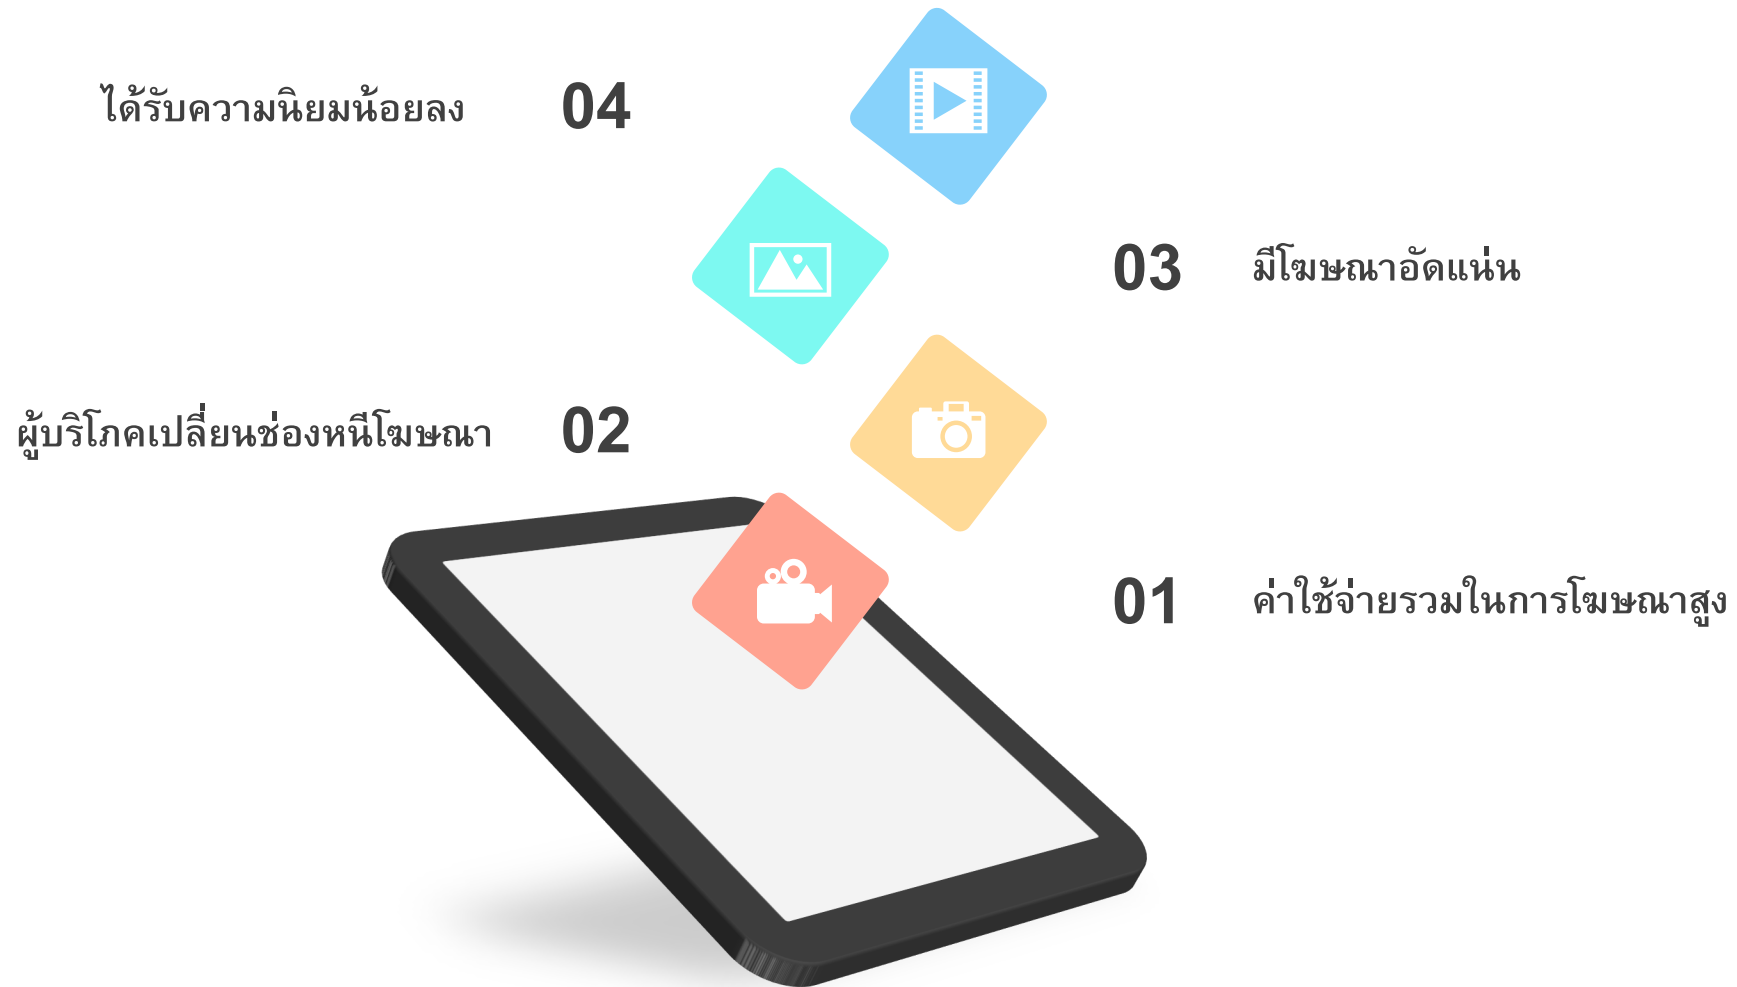 ได้รับความนิยมน้อยลง 04
03 มีโฆษณาอัดแน่น
ผู้บริโภคเปลี่ยนช่องหนีโฆษณา 02
01 ค่าใช้จ่ายรวมในการโฆษณาสูง